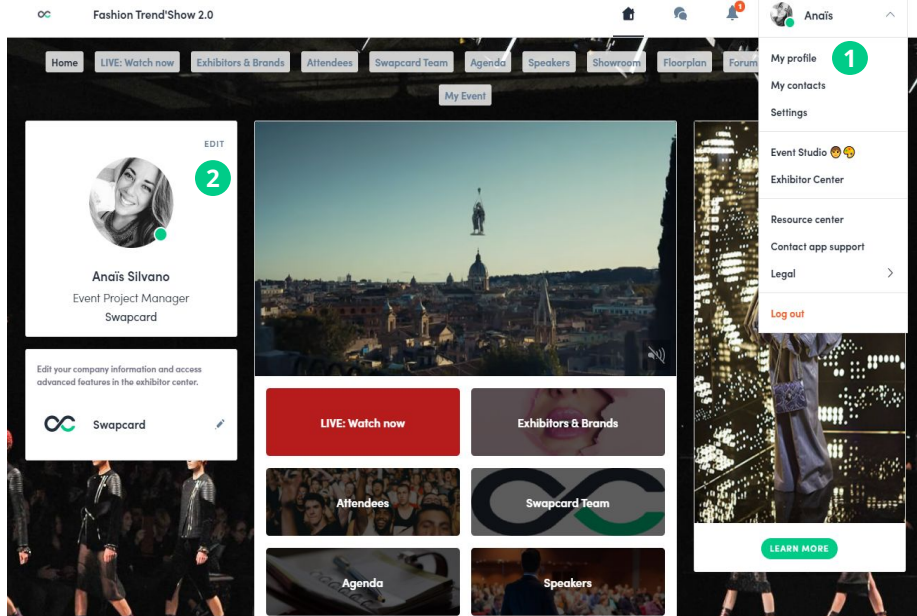 Fashion Trend'Show 2.0
1
Anaïs
Home
LIVE: Watch now
Exhibitors & Brands
Attendees
Swapcard Team
Agenda
Speakers
Showroom
Floorplan
Forum
My Event
My profile
1
My contacts
Settings
Event Studio
Exhibitor Center
Resource center
Contact app support
Legal
Log out
EDIT
2
Anaïs Silvano
Event Project Manager
Swapcard
Edit your company information and access
advanced features in the exhibitor center.
Swapcard
LIVE: Watch now
Exhibitors & Brands
Attendees
Swapcard Team
Agenda
Speakers
LEARN MORE